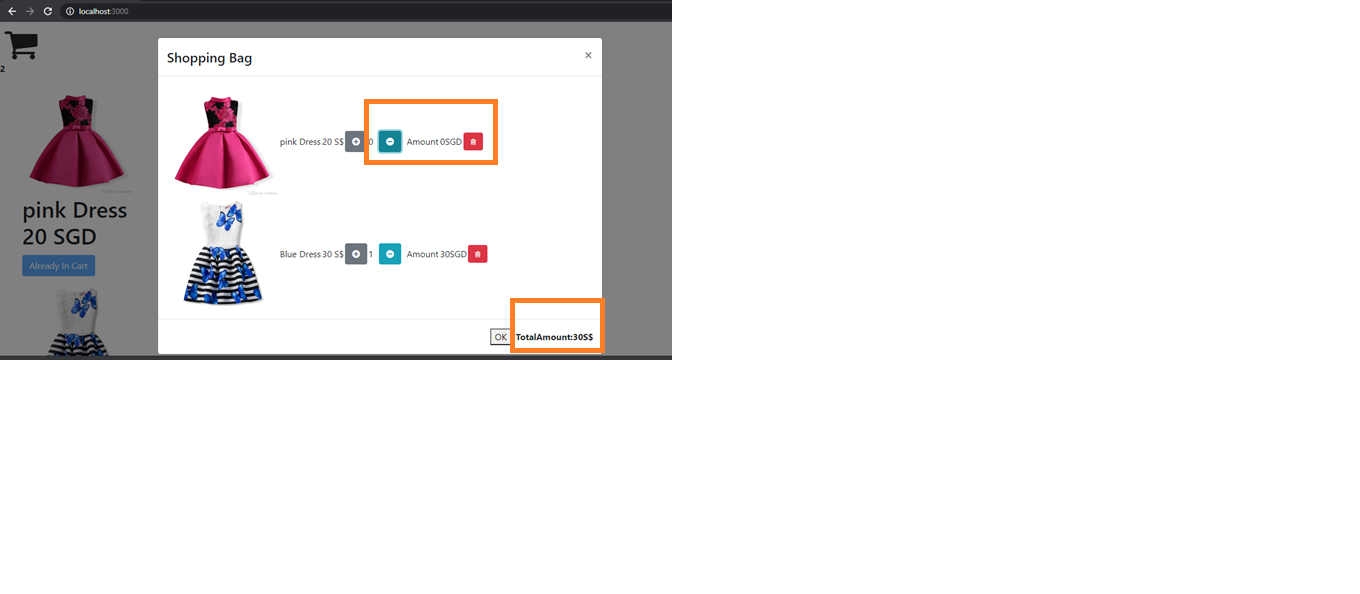 localhost:3000
2
Shopping Bag
×
pink Dress 20 S$ 0 Amount 0SGD
Blue Dress 30 S$ 1 Amount 30SGD
OK TotalAmount:30S$
pink Dress
20 SGD
Already In Cart